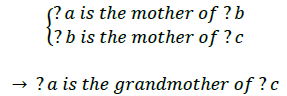 ?a is the mother of ?b
?b is the mother of ?c
→ ?a is the grandmother of ?c